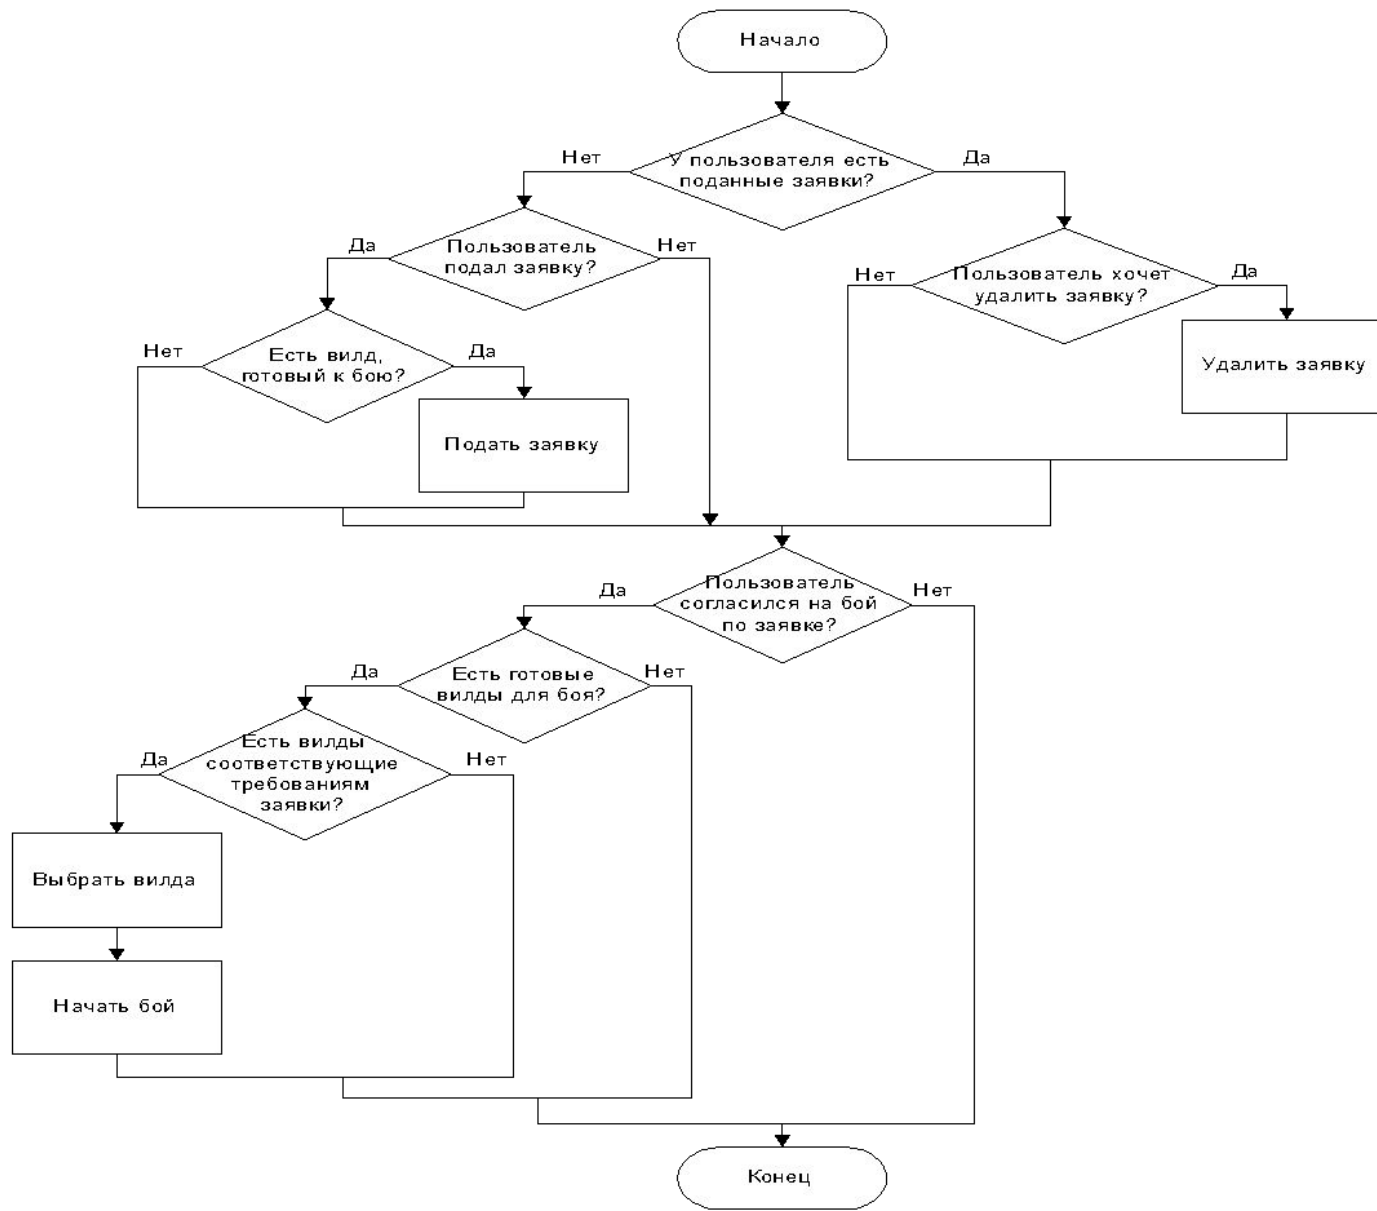 Начало
У пользователя есть
поданные заявки?
Нет
Да
Пользователь
подал заявку?
Да
Нет
Пользователь хочет
удалить заявку?
Нет
Да
Есть вилд,
готовый к бою?
Нет
Да
Удалить заявку
Подать заявку
Пользователь
согласился на бой
по заявке?
Да
Нет
Есть готовые
вилды для боя?
Да
Нет
Есть вилды
соответствующие
требованиям
заявки?
Да
Нет
Выбрать вилда
Начать бой
Конец